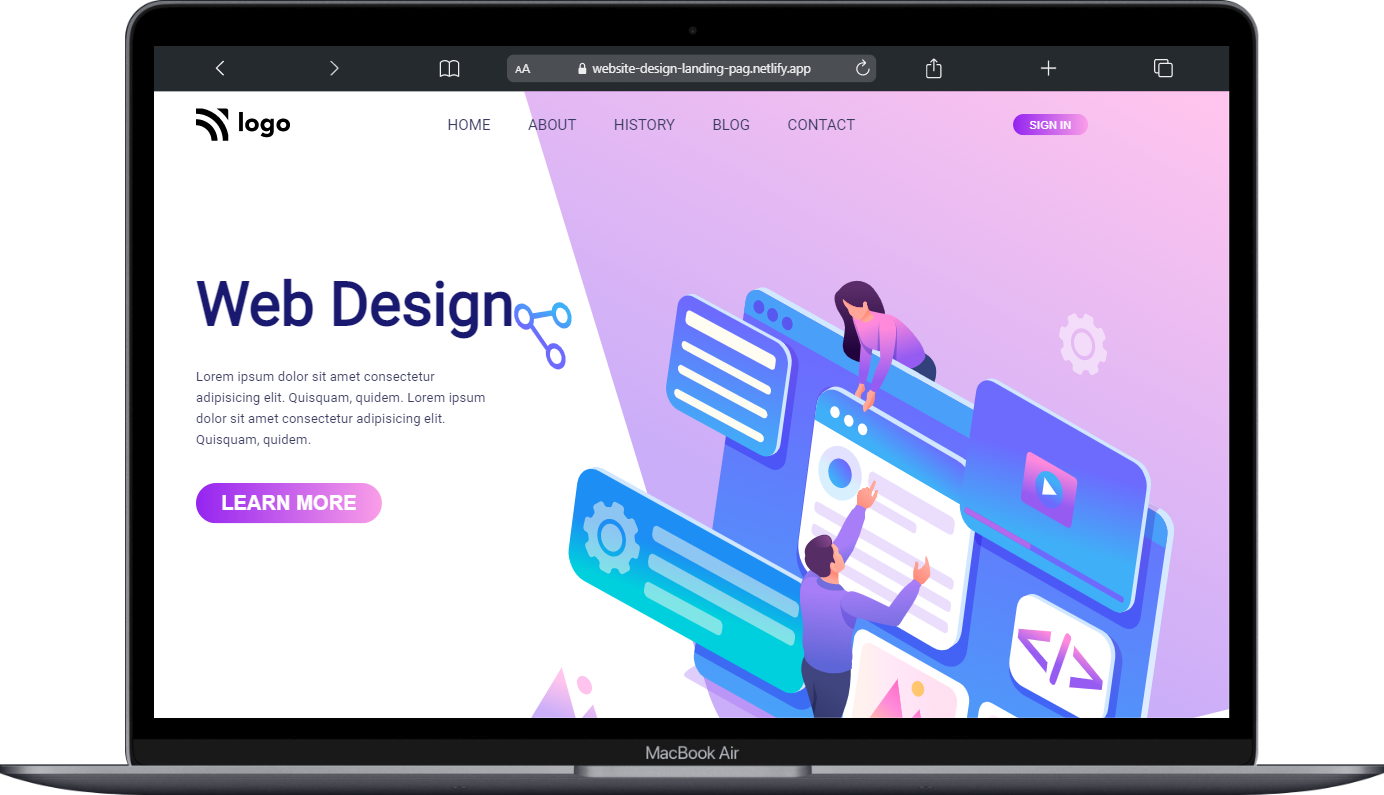 AA website-design-landing-pag.netlify.app
logo HOME ABOUT HISTORY BLOG CONTACT SIGN IN
Web Design
Lorem ipsum dolor sit amet consectetur
adipisicing elit. Quisquam, quidem. Lorem ipsum
dolor sit amet consectetur adipisicing elit.
Quisquam, quidem.
LEARN MORE
</>
MacBook Air